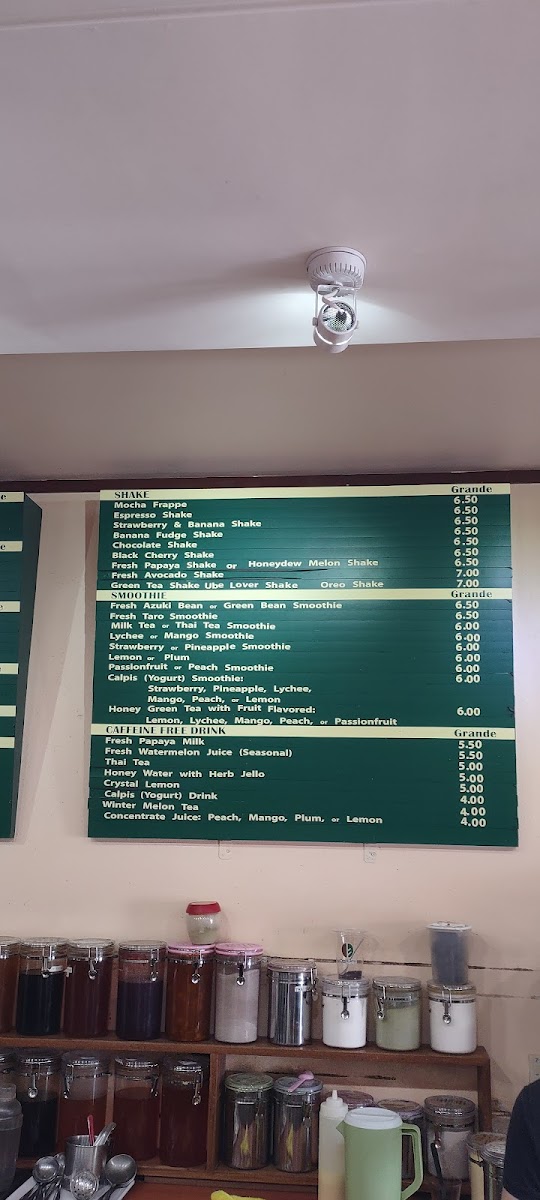 SHAKE Grande
Mocha Frappe 6.50
Espresso Shake 6.50
Strawberry & Banana Shake 6.50
Banana Fudge Shake 6.50
Chocolate Shake 6.50
Black Cherry Shake 6.50
Fresh Papaya Shake or Honeydew Melon Shake 6.50
Fresh Avocado Shake 7.00
Green Tea Shake Ube Lover Shake Oreo Shake 7.00
SMOOTHIE Grande
Fresh Azuki Bean or Green Bean Smoothie 6.50
Fresh Taro Smoothie 6.50
Milk Tea or Thai Tea Smoothie 6.00
Lychee or Mango Smoothie 6.00
Strawberry or Pineapple Smoothie 6.00
Lemon or Plum 6.00
Passionfruit or Peach Smoothie 6.00
Calpis (Yogurt) Smoothie: 6.00
Strawberry, Pineapple, Lychee,
Mango, Peach, or Lemon
Honey Green Tea with Fruit Flavored: 6.00
Lemon, Lychee, Mango, Peach, or Passionfruit
CAFFEINE FREE DRINK Grande
Fresh Papaya Milk 5.50
Fresh Watermelon Juice (Seasonal) 5.50
Thai Tea 5.00
Honey Water with Herb Jello 5.00
Crystal Lemon 5.00
Calpis (Yogurt) Drink 4.00
Winter Melon Tea 4.00
Concentrate Juice: Peach, Mango, Plum, or Lemon 4.00